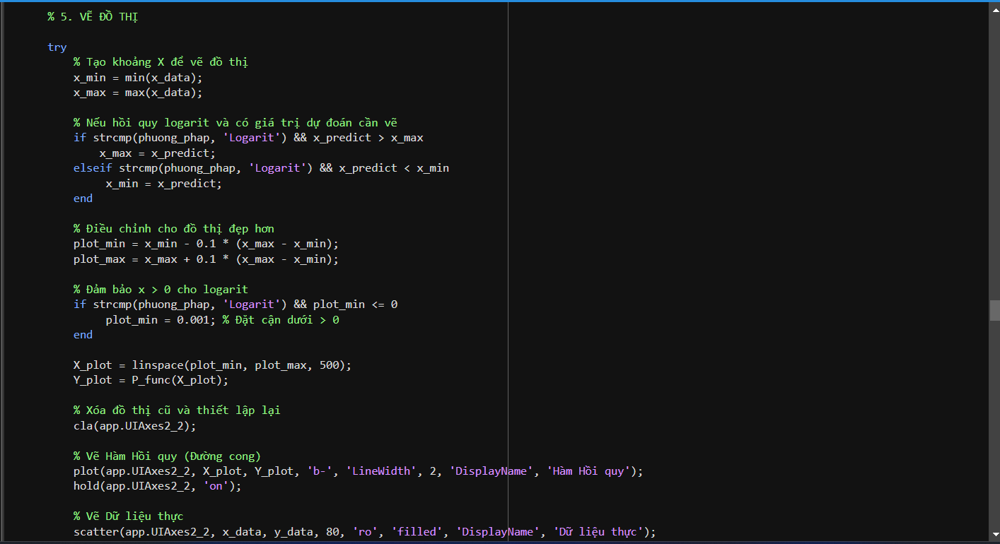 % 5. VẼ ĐỒ THỊ
try
% Tạo khoảng X để vẽ đồ thị
x_min = min(x_data);
x_max = max(x_data);
% Nếu hồi quy logarit và có giá trị dự đoán cần vẽ
if strcmp(phuong_phap, 'Logarit') && x_predict > x_max
x_max = x_predict;
elseif strcmp(phuong_phap, 'Logarit') && x_predict < x_min
x_min = x_predict;
end
% Điều chỉnh cho đồ thị đẹp hơn
plot_min = x_min - 0.1 * (x_max - x_min);
plot_max = x_max + 0.1 * (x_max - x_min);
% Đảm bảo x > 0 cho logarit
if strcmp(phuong_phap, 'Logarit') && plot_min <= 0
plot_min = 0.001; % Đặt cận dưới > 0
end
X_plot = linspace(plot_min, plot_max, 500);
Y_plot = P_func(X_plot);
% Xóa đồ thị cũ và thiết lập lại
cla(app.UIAxes2_2);
% Vẽ Hàm Hồi quy (Đường cong)
plot(app.UIAxes2_2, X_plot, Y_plot, 'b-', 'LineWidth', 2, 'DisplayName', 'Hàm Hồi quy');
hold(app.UIAxes2_2, 'on');
% Vẽ Dữ liệu thực
scatter(app.UIAxes2_2, x_data, y_data, 80, 'ro', 'filled', 'DisplayName', 'Dữ liệu thực');